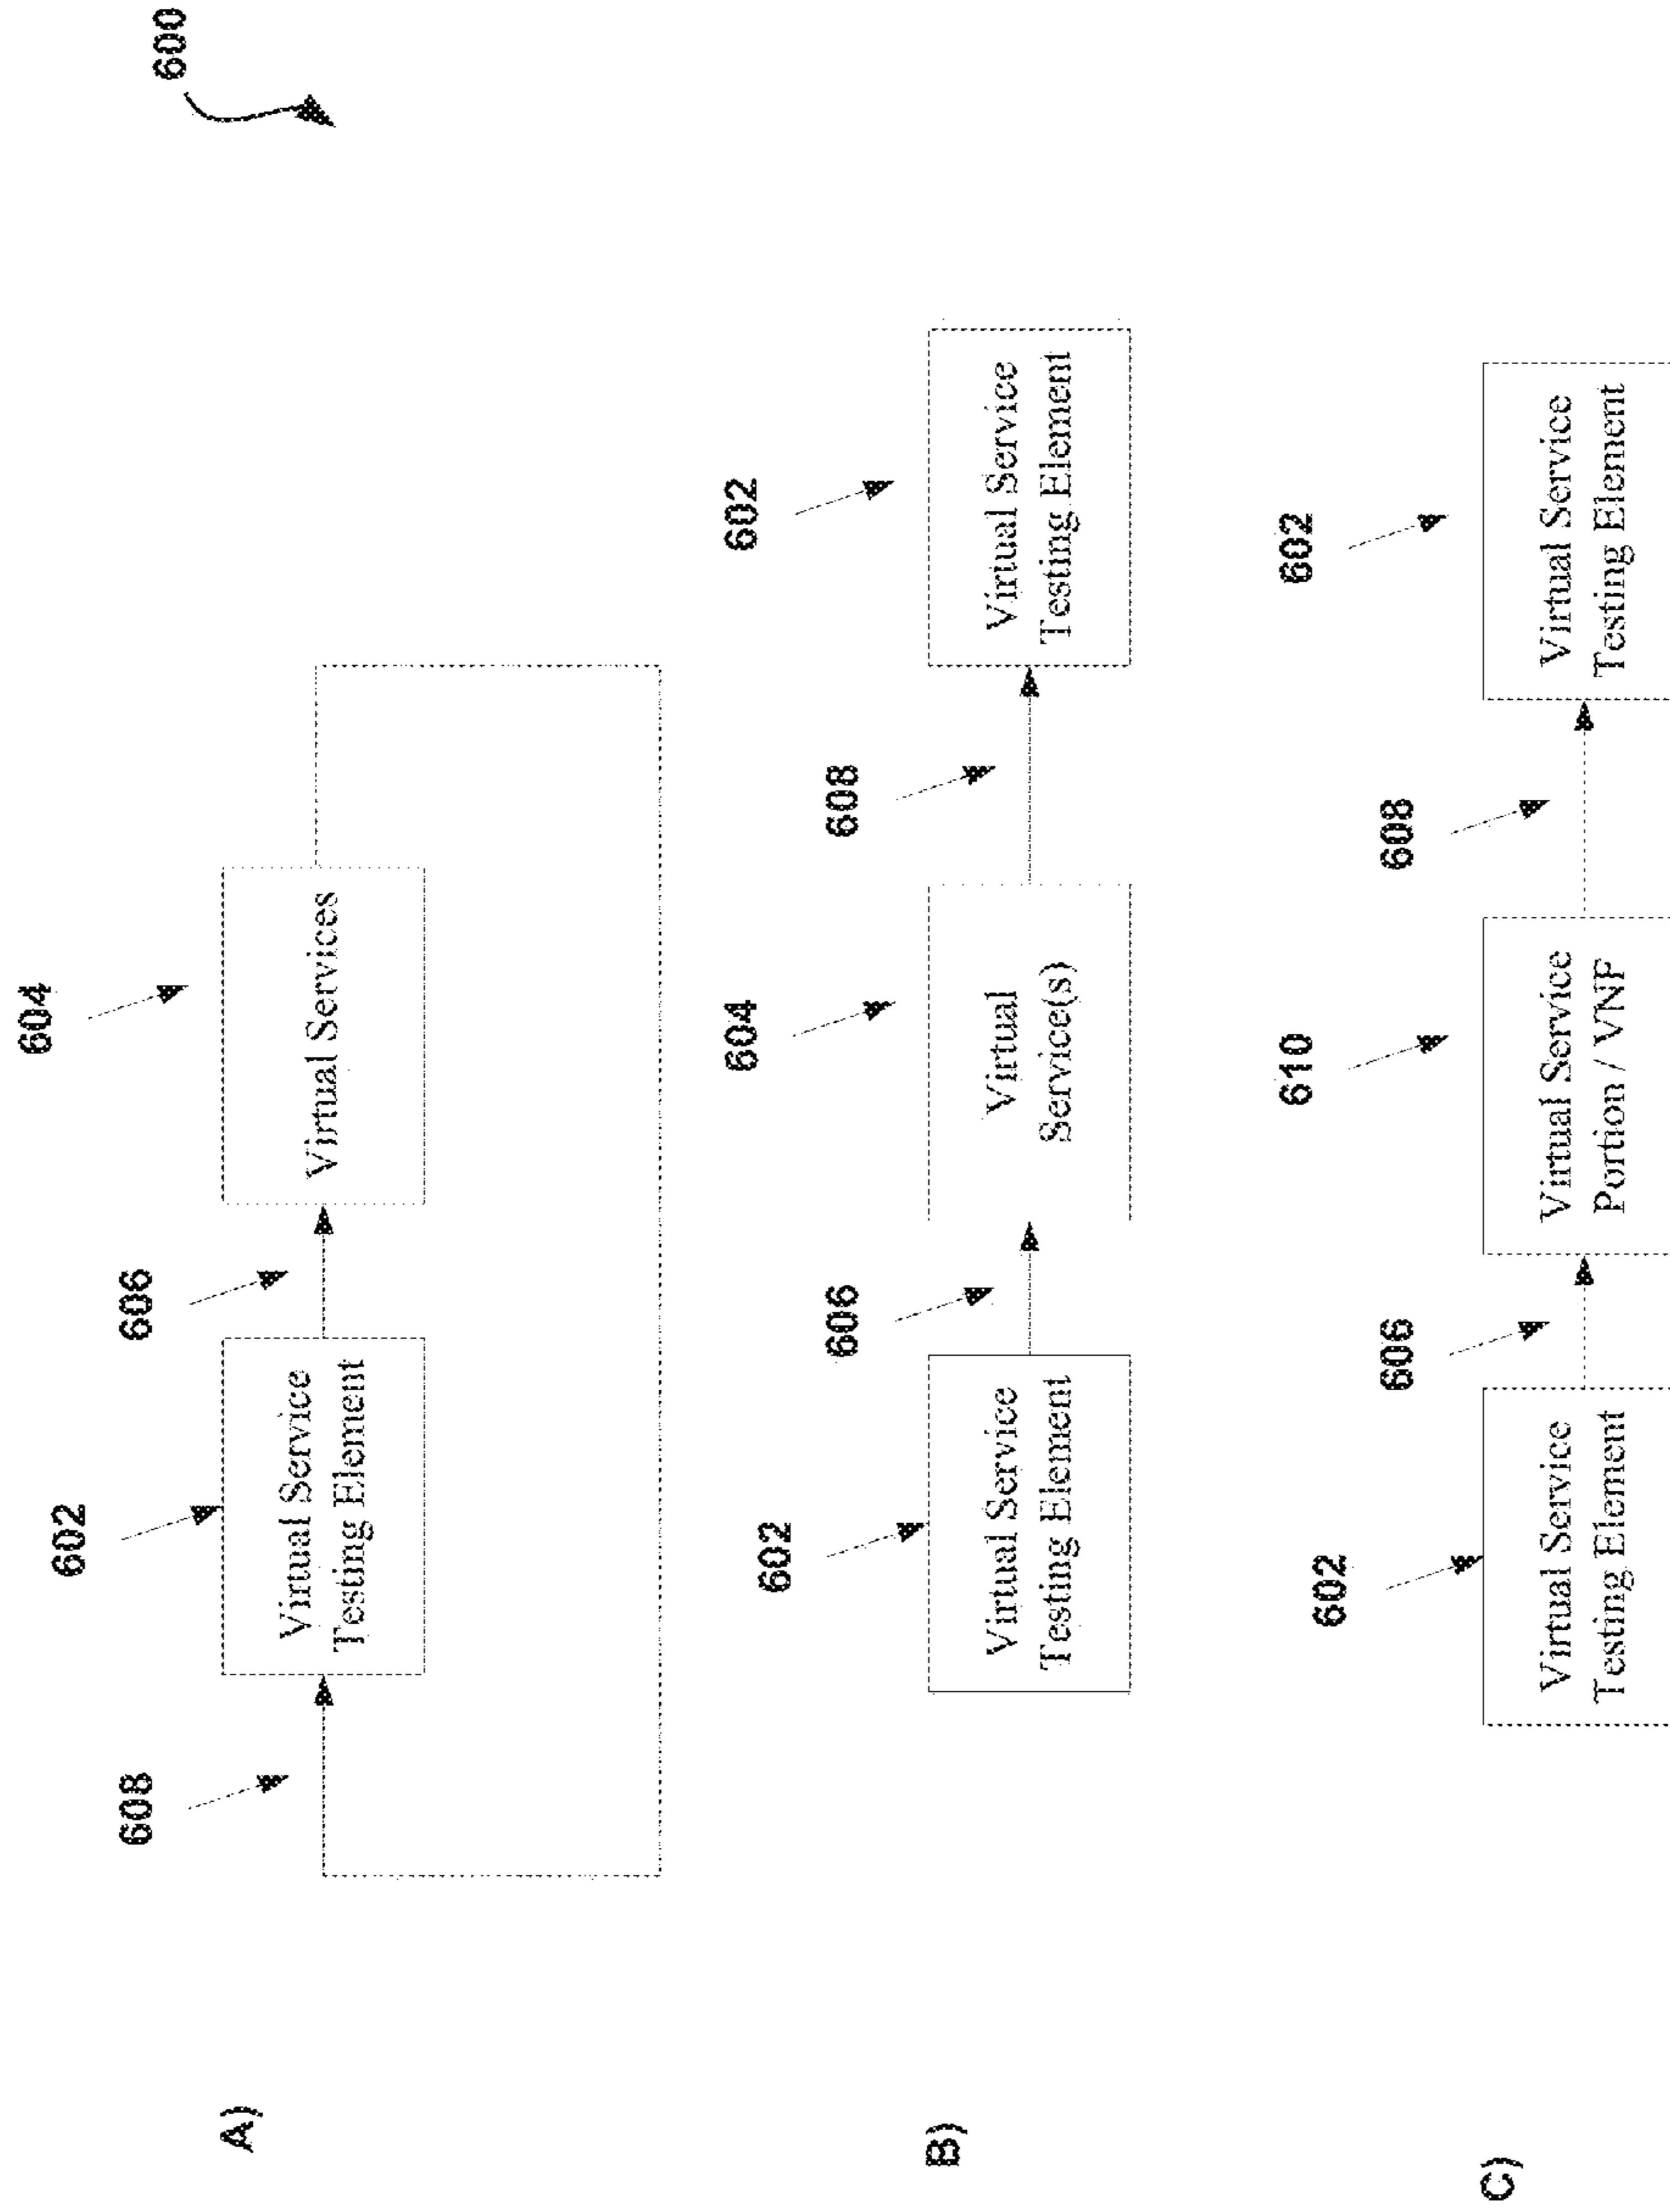 600
A)
608
602
606
604
Virtual Service
Testing Element
Virtual Services
B)
602
606
604
608
602
Virtual Service
Testing Element
Virtual
Service(s)
Virtual Service
Testing Element
C)
602
606
610
608
602
Virtual Service
Testing Element
Virtual Service
Portion / VNF
Virtual Service
Testing Element